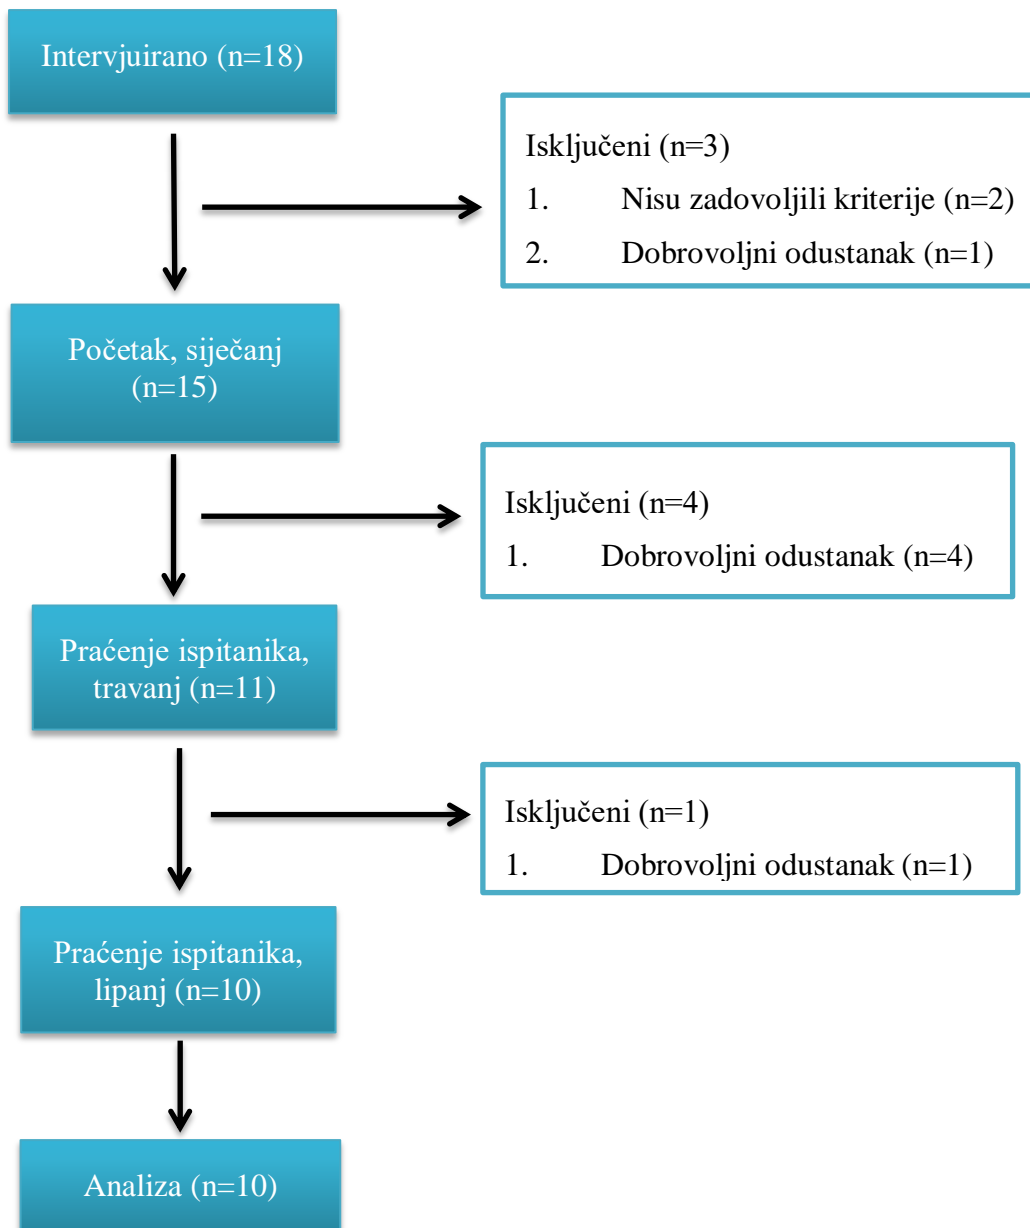 Intervjuirano (n=18)
Isključeni (n=3)
1. Nisu zadovoljili kriterije (n=2)
2. Dobrovoljni odustanak (n=1)
Početak, siječanj
(n=15)
Isključeni (n=4)
1. Dobrovoljni odustanak (n=4)
Praćenje ispitanika,
travanj (n=11)
Isključeni (n=1)
1. Dobrovoljni odustanak (n=1)
Praćenje ispitanika,
lipanj (n=10)
Analiza (n=10)